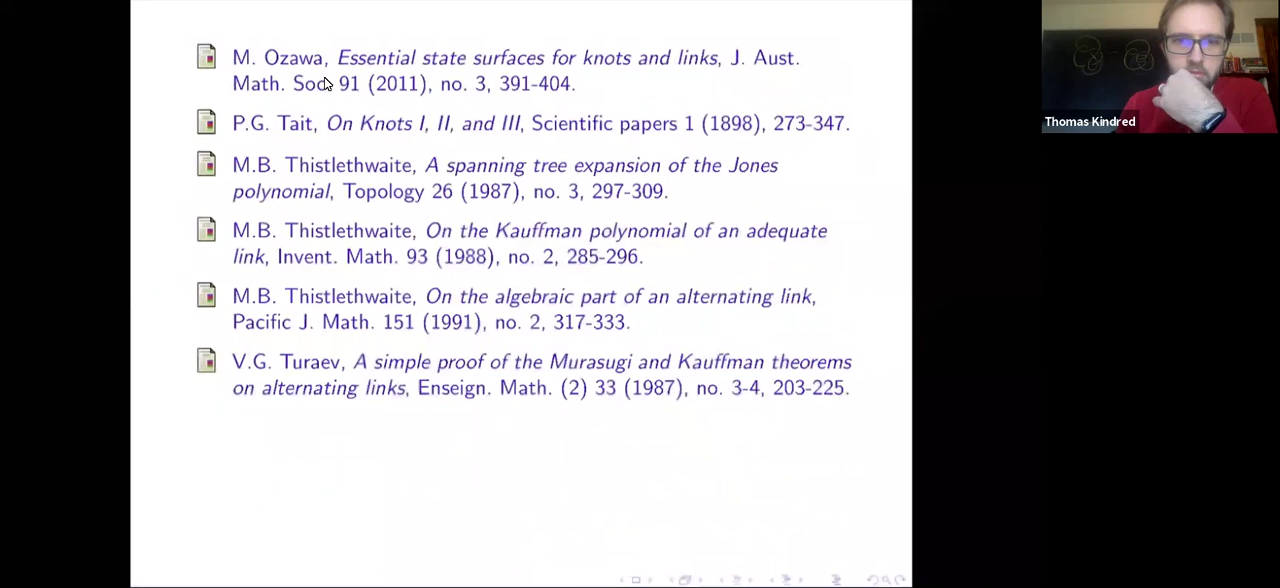 M. Ozawa, Essential state surfaces for knots and links, J. Aust.
Math. Soc. 91 (2011), no. 3, 391-404.
P.G. Tait, On Knots I, II, and III, Scientific papers 1 (1898), 273-347.
M.B. Thistlethwaite, A spanning tree expansion of the Jones
polynomial, Topology 26 (1987), no. 3, 297-309.
M.B. Thistlethwaite, On the Kauffman polynomial of an adequate
link, Invent. Math. 93 (1988), no. 2, 285-296.
M.B. Thistlethwaite, On the algebraic part of an alternating link,
Pacific J. Math. 151 (1991), no. 2, 317-333.
V.G. Turaev, A simple proof of the Murasugi and Kauffman theorems
on alternating links, Enseign. Math. (2) 33 (1987), no. 3-4, 203-225.
Thomas Kindred